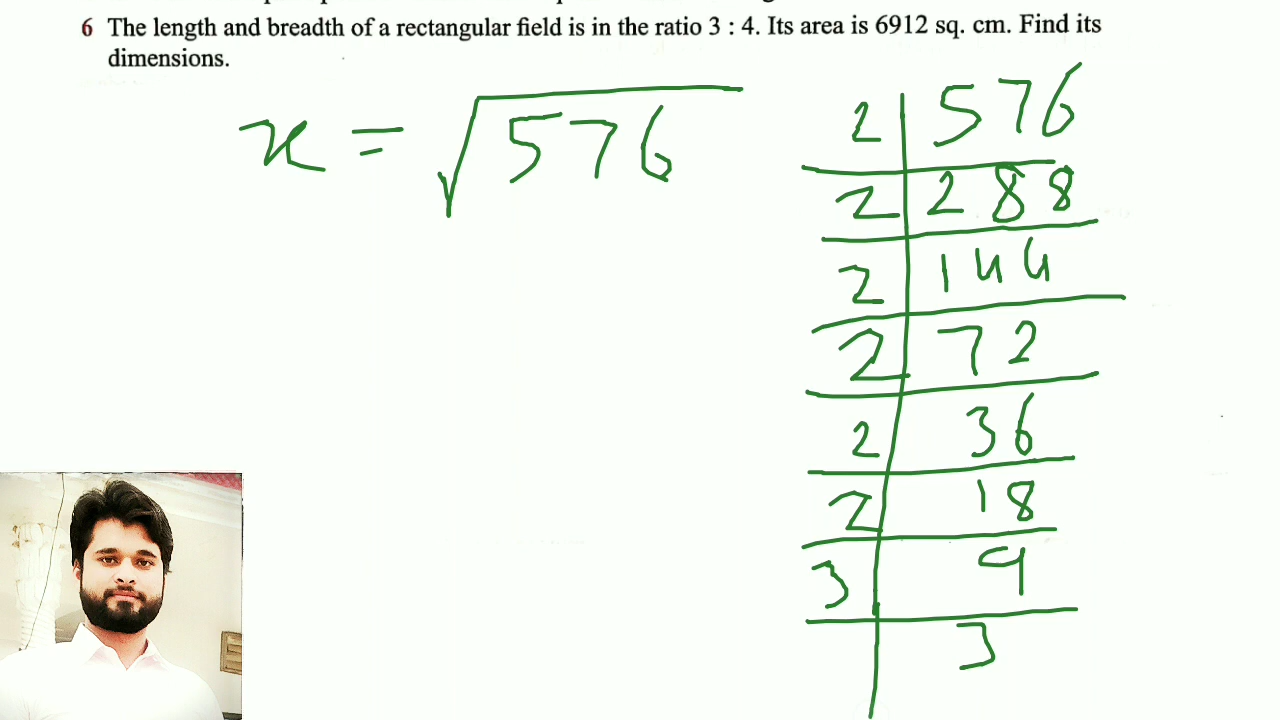 6 The length and breadth of a rectangular field is in the ratio 3 : 4. Its area is 6912 sq. cm. Find its
dimensions.
x = √576
2 | 576
2 | 288
2 | 144
2 | 72
2 | 36
2 | 18
3 | 9
3